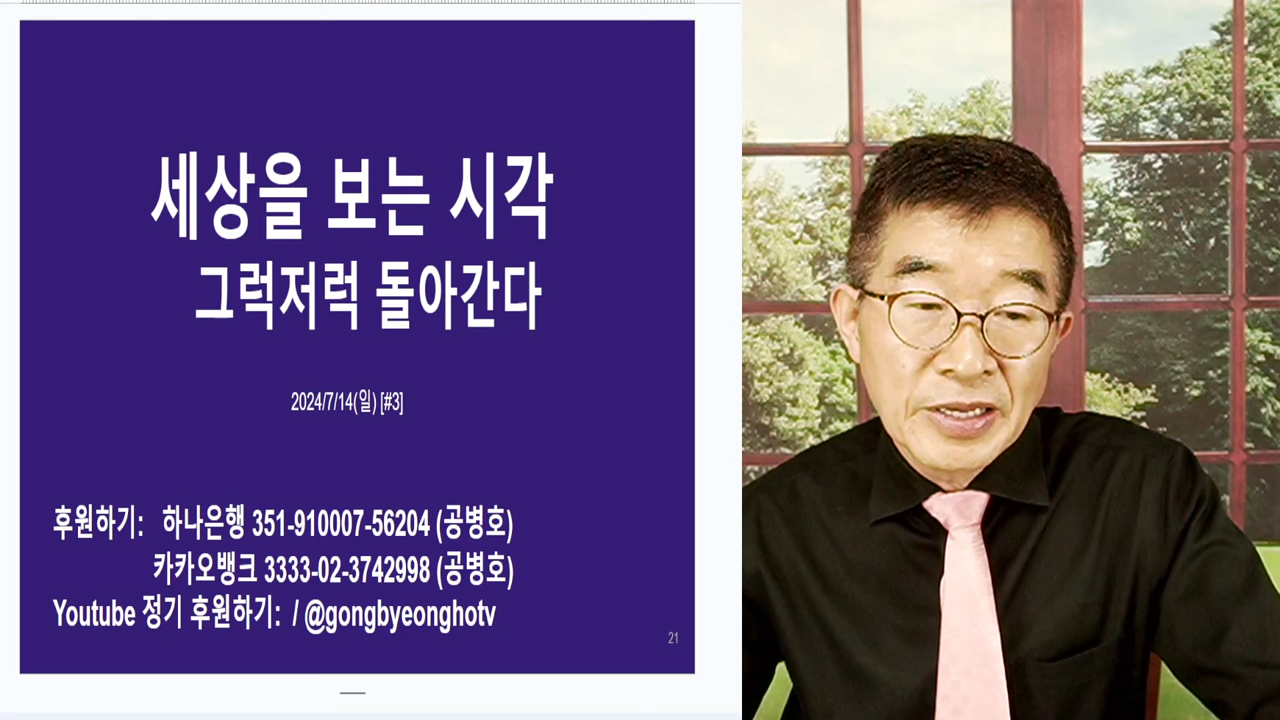 세상을 보는 시각
그럭저럭 돌아간다
2024/7/14(일) [#3]
후원하기: 하나은행 351-910007-56204 (공병호)
카카오뱅크 3333-02-3742998 (공병호)
Youtube 정기 후원하기: / @gongbyeonghotv
21